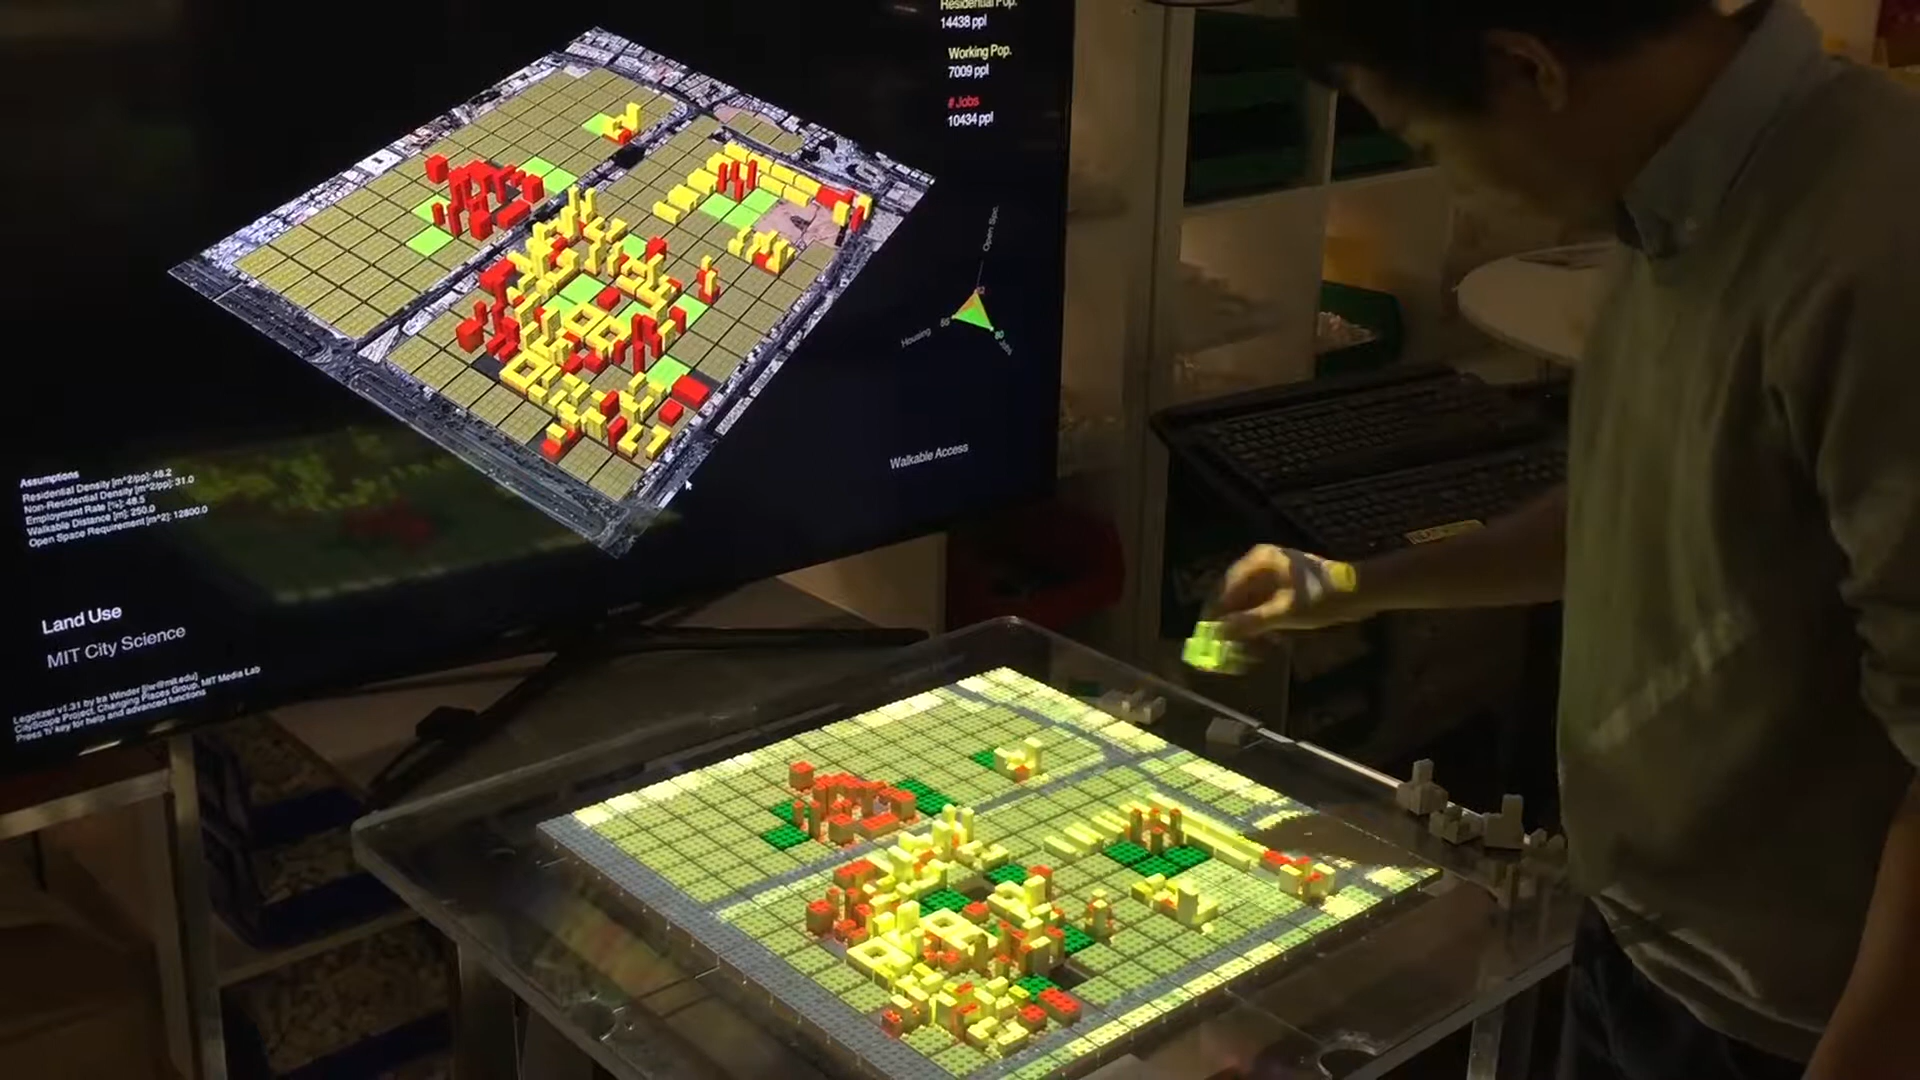 Residential Pop.
14438 ppl
Working Pop.
7009 ppl
# Jobs
10434 ppl
Open Spc.
Housing
Jobs
80
Walkable Access
Assumptions
Residential Density [m^2/pp]: 48.2
Non-Residential Density [m^2/pp]: 31.0
Employment Rate [%]: 48.5
Walkable Distance [m]: 250.0
Open Space Requirement [m^2]: 12800.0
Land Use
MIT City Science
Legotizer v1.31 by Ira Winder [jiw@mit.edu]
CityScope Project, Changing Places Group, MIT Media Lab
Press 'h' key for help and advanced functions